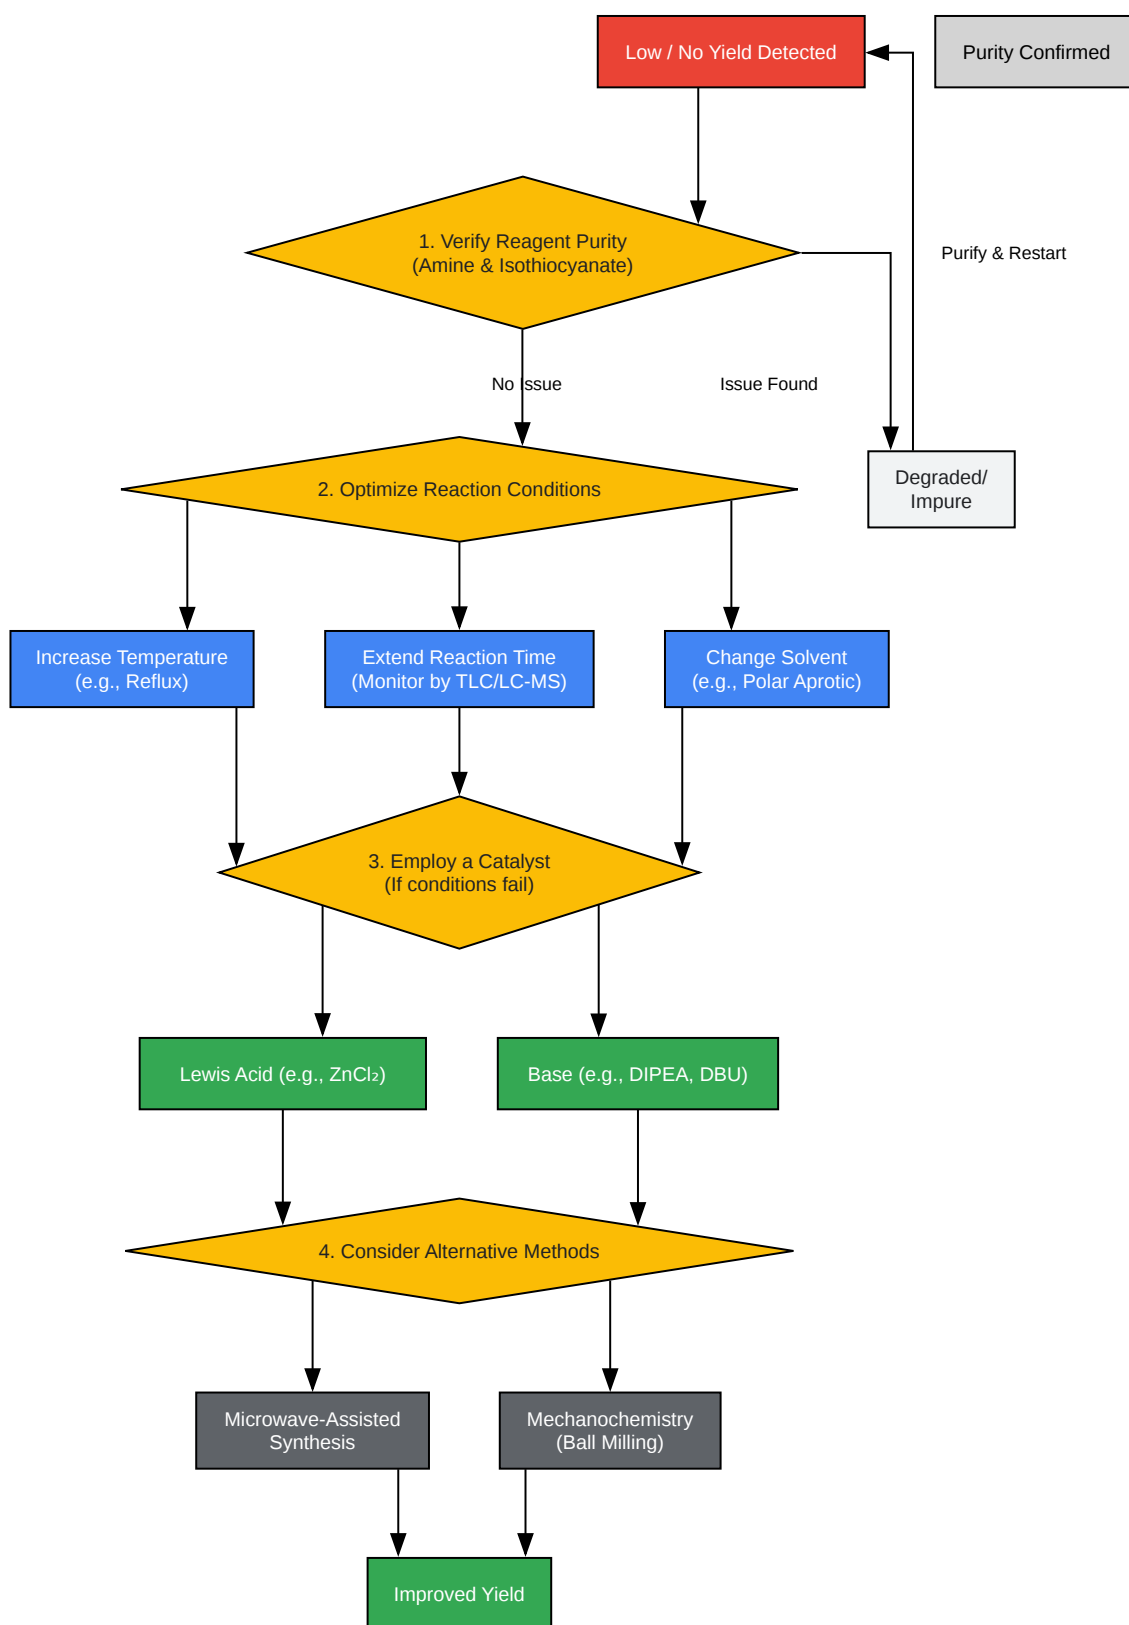 Low / No Yield Detected
Purity Confirmed
1. Verify Reagent Purity
(Amine & Isothiocyanate)
Purify & Restart
No Issue
Issue Found
Degraded/
Impure
2. Optimize Reaction Conditions
Increase Temperature
(e.g., Reflux)
Extend Reaction Time
(Monitor by TLC/LC-MS)
Change Solvent
(e.g., Polar Aprotic)
3. Employ a Catalyst
(If conditions fail)
Lewis Acid (e.g., ZnCl₂)
Base (e.g., DIPEA, DBU)
4. Consider Alternative Methods
Microwave-Assisted
Synthesis
Mechanochemistry
(Ball Milling)
Improved Yield